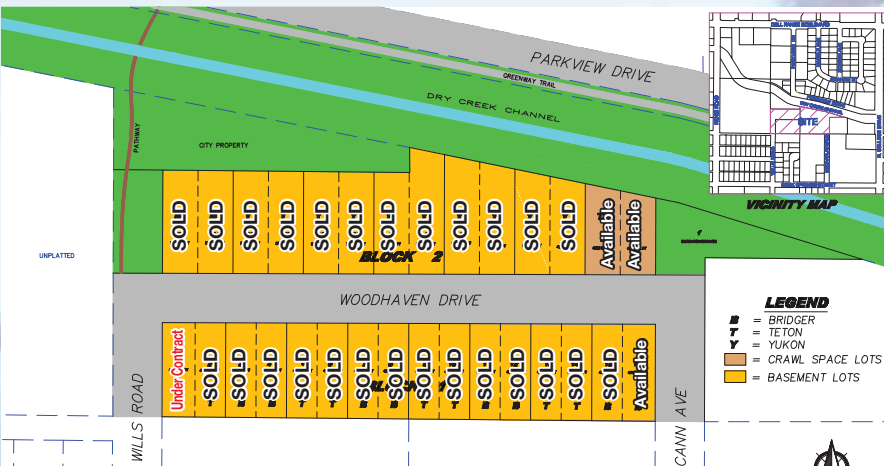 PARKVIEW DRIVE
GREENWAY TRAIL
DRY CREEK CHANNEL
PATHWAY
CITY PROPERTY
SITE
VICINITY MAP
SOLD
SOLD
SOLD
SOLD
SOLD
SOLD
SOLD
SOLD
SOLD
SOLD
SOLD
SOLD
Available
Available
BLOCK 2
UNPLATTED
WOODHAVEN DRIVE
LEGEND
B = BRIDGER
T = TETON
Y = YUKON
= CRAWL SPACE LOTS
= BASEMENT LOTS
Under Contract
SOLD
SOLD
SOLD
SOLD
SOLD
SOLD
SOLD
SOLD
SOLD
SOLD
SOLD
SOLD
SOLD
SOLD
Available
WILLS ROAD
CANN AVE